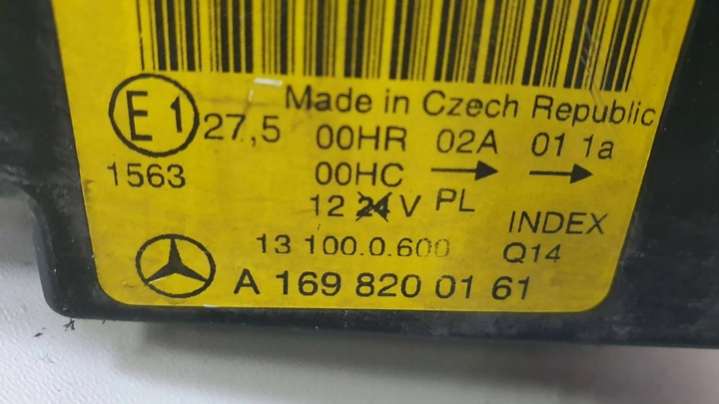 Made in Czech Republic
E1 27,5 00HR 02A 01 1a
1563 00HC → →
12 24 V PL
INDEX
13 100.0.600 Q14
A 169 820 01 61